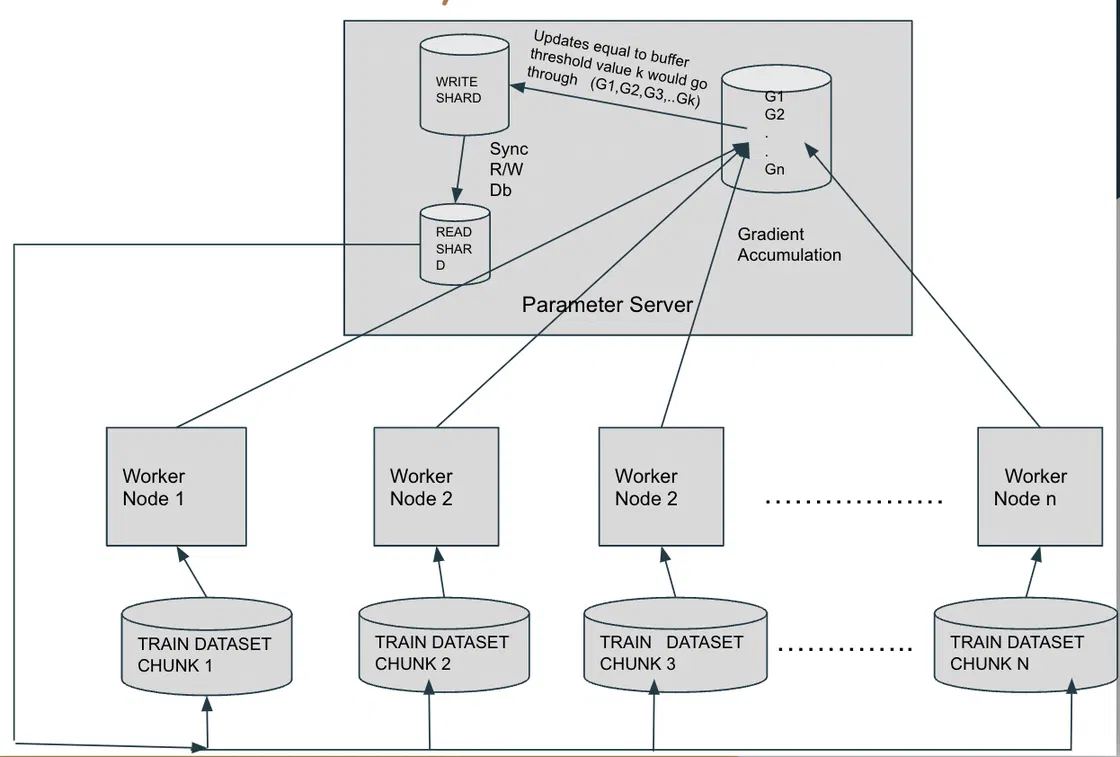 WRITE
SHARD
Updates equal to buffer
threshold value k would go
through (G1,G2,G3,..Gk)
G1
G2
.
.
Gn
Sync
R/W
Db
READ
SHAR
D
Gradient
Accumulation
Parameter Server
Worker
Node 1
Worker
Node 2
Worker
Node 2
..................
Worker
Node n
TRAIN DATASET
CHUNK 1
TRAIN DATASET
CHUNK 2
TRAIN DATASET
CHUNK 3
..............
TRAIN DATASET
CHUNK N